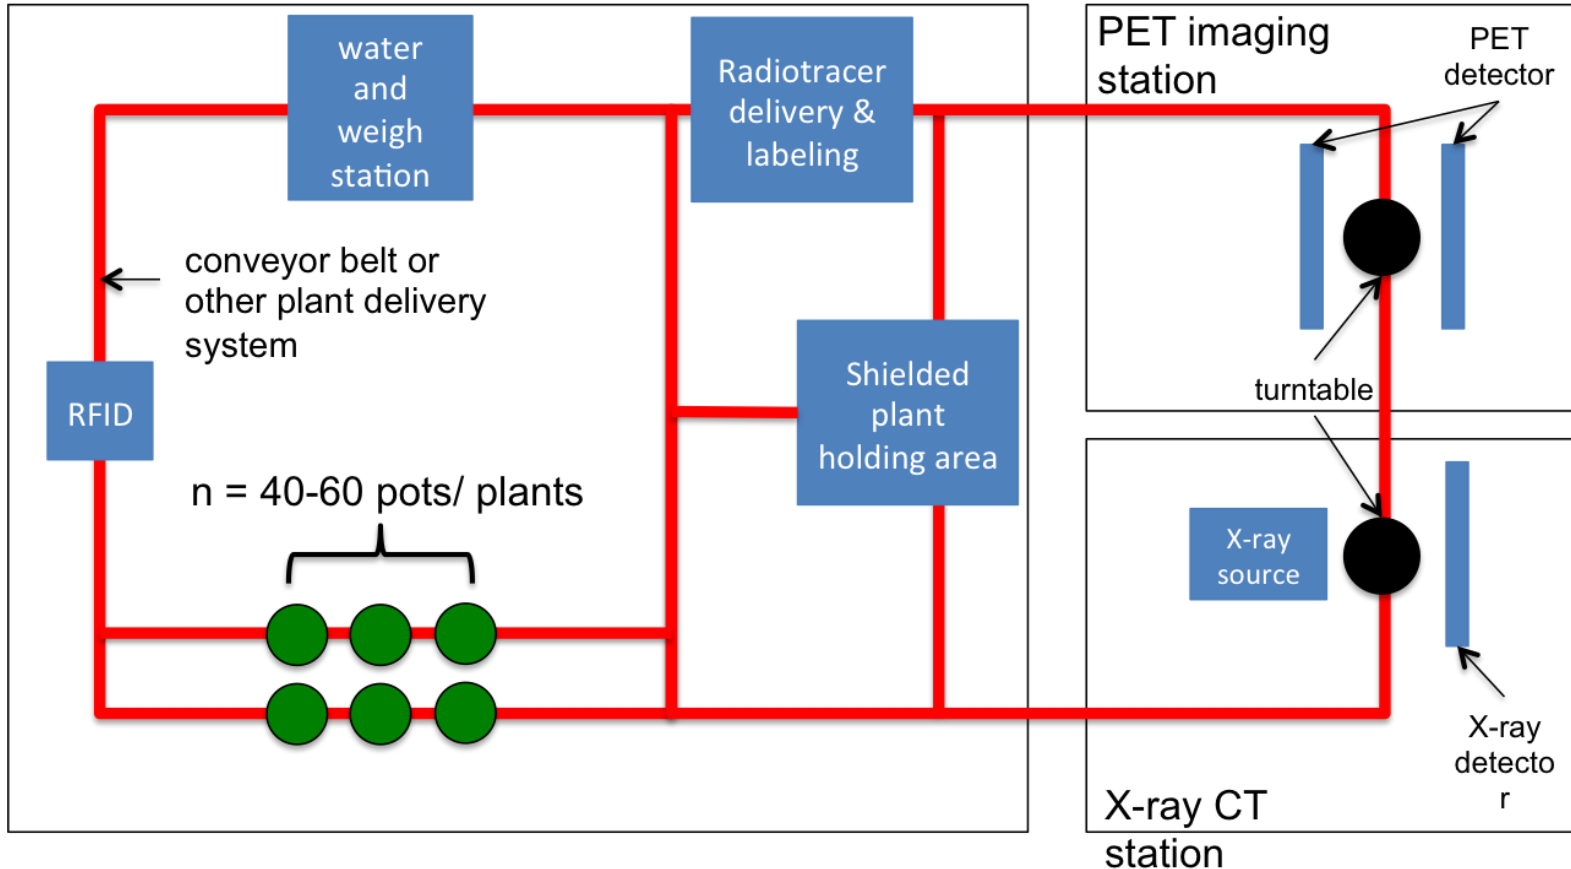 water
and
weigh
station
Radiotracer
delivery &
labeling
PET imaging
station
PET
detector
conveyor belt or
other plant delivery
system
RFID
Shielded
plant
holding area
turntable
n = 40-60 pots/ plants
X-ray
source
X-ray
detecto
r
X-ray CT
station